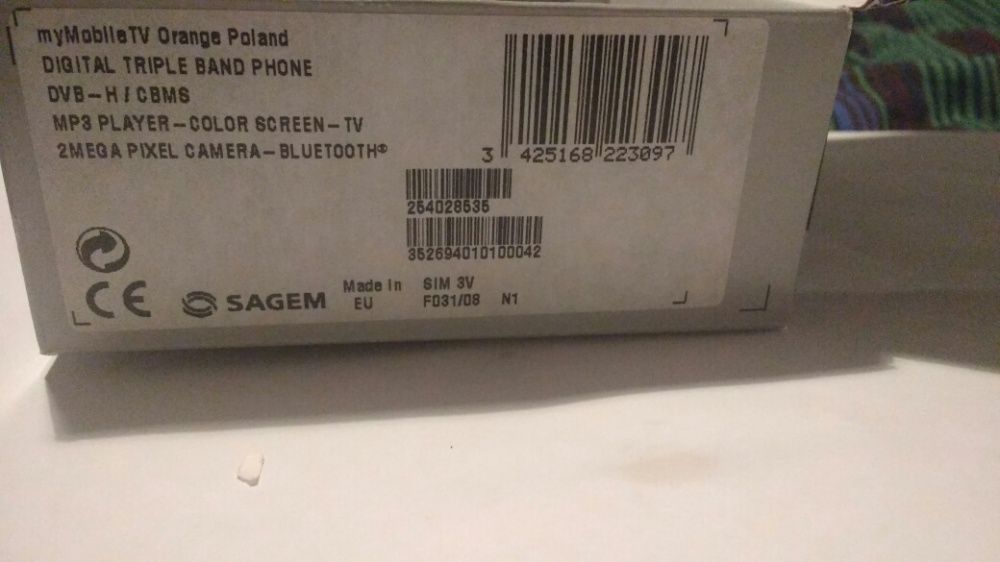 myMobileTV Orange Poland
DIGITAL TRIPLE BAND PHONE
DVB-H / CBMS
MP3 PLAYER-COLOR SCREEN-TV
2MEGA PIXEL CAMERA-BLUETOOTH®
3 425168 223097
254028535
352694010100042
CE SAGEM
Made In SIM 3V
EU F031/08 N1